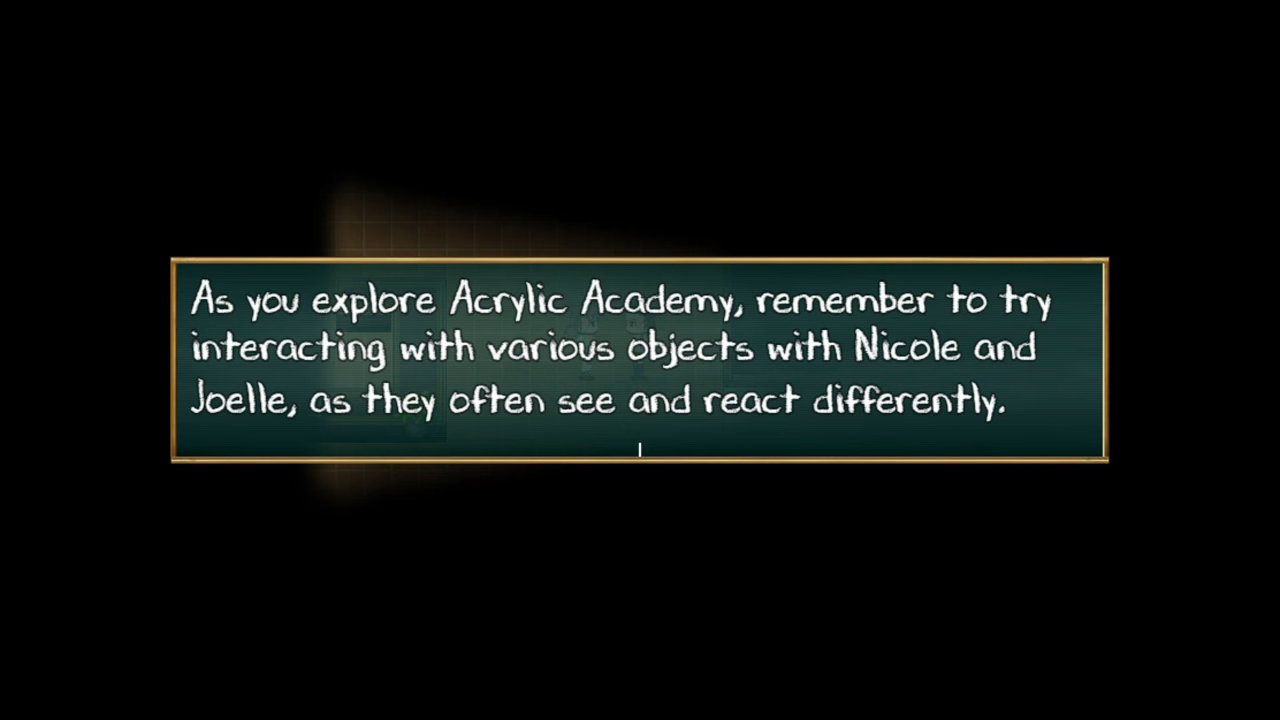 As you explore Acrylic Academy, remember to try
interacting with various objects with Nicole and
Joelle, as they often see and react differently.